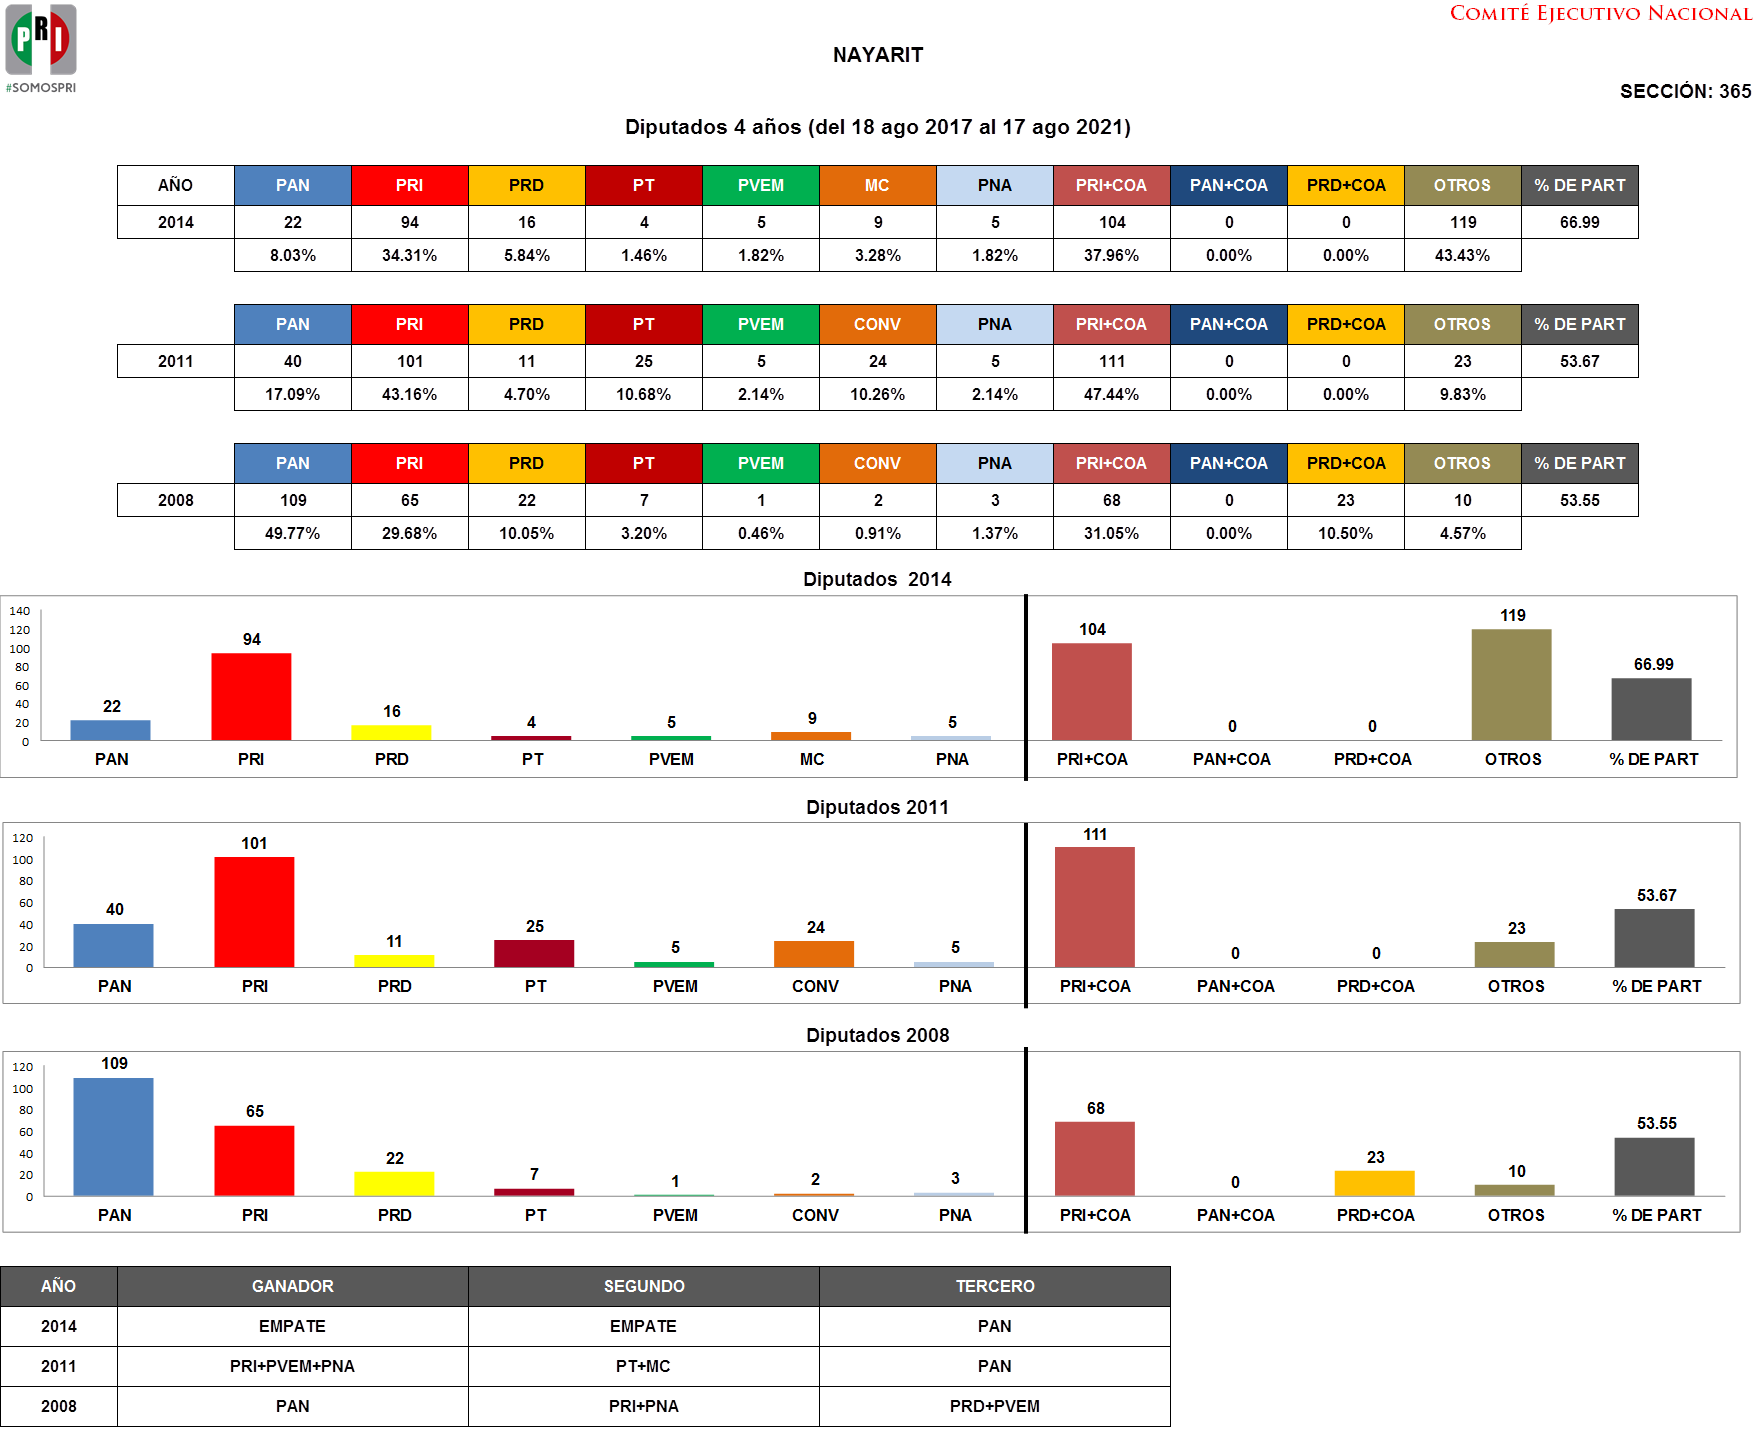 PRI
#SOMOSPRI
COMITÉ EJECUTIVO NACIONAL
NAYARIT
SECCIÓN: 365
Diputados 4 años (del 18 ago 2017 al 17 ago 2021)
AÑO PAN PRI PRD PT PVEM MC PNA PRI+COA PAN+COA PRD+COA OTROS % DE PART
2014 22 94 16 4 5 9 5 104 0 0 119 66.99
8.03% 34.31% 5.84% 1.46% 1.82% 3.28% 1.82% 37.96% 0.00% 0.00% 43.43%
PAN PRI PRD PT PVEM CONV PNA PRI+COA PAN+COA PRD+COA OTROS % DE PART
2011 40 101 11 25 5 24 5 111 0 0 23 53.67
17.09% 43.16% 4.70% 10.68% 2.14% 10.26% 2.14% 47.44% 0.00% 0.00% 9.83%
PAN PRI PRD PT PVEM CONV PNA PRI+COA PAN+COA PRD+COA OTROS % DE PART
2008 109 65 22 7 1 2 3 68 0 23 10 53.55
49.77% 29.68% 10.05% 3.20% 0.46% 0.91% 1.37% 31.05% 0.00% 10.50% 4.57%
Diputados  2014
140
120
100
80
60
40
20
0
22 94 16 4 5 9 5 104 0 0 119 66.99
PAN PRI PRD PT PVEM MC PNA PRI+COA PAN+COA PRD+COA OTROS % DE PART
Diputados 2011
120
100
80
60
40
20
0
40 101 11 25 5 24 5 111 0 0 23 53.67
PAN PRI PRD PT PVEM CONV PNA PRI+COA PAN+COA PRD+COA OTROS % DE PART
Diputados 2008
120
100
80
60
40
20
0
109 65 22 7 1 2 3 68 0 23 10 53.55
PAN PRI PRD PT PVEM CONV PNA PRI+COA PAN+COA PRD+COA OTROS % DE PART
AÑO GANADOR SEGUNDO TERCERO
2014 EMPATE EMPATE PAN
2011 PRI+PVEM+PNA PT+MC PAN
2008 PAN PRI+PNA PRD+PVEM